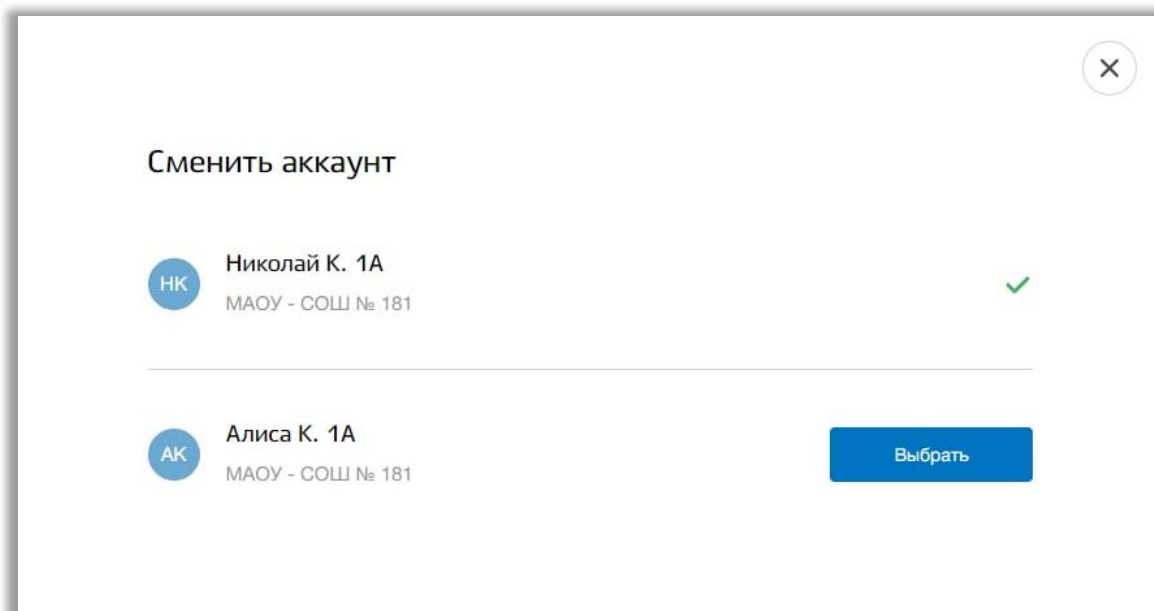 Сменить аккаунт
НК
Николай К. 1А
МАОУ - СОШ № 181
АК
Алиса К. 1А
МАОУ - СОШ № 181
Выбрать